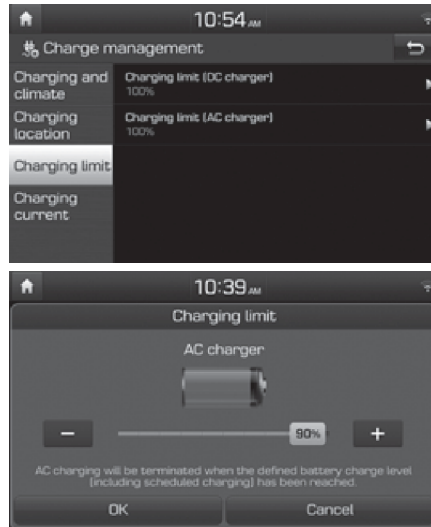 10:54 AM
Charge management
Charging and
climate
Charging limit (DC charger)
100%
Charging
location
Charging limit (AC charger)
100%
Charging limit
Charging
current
10:39 AM
Charging limit
AC charger
−
90%
+
AC charging will be terminated when the defined battery charge level
(including scheduled charging) has been reached.
OK
Cancel